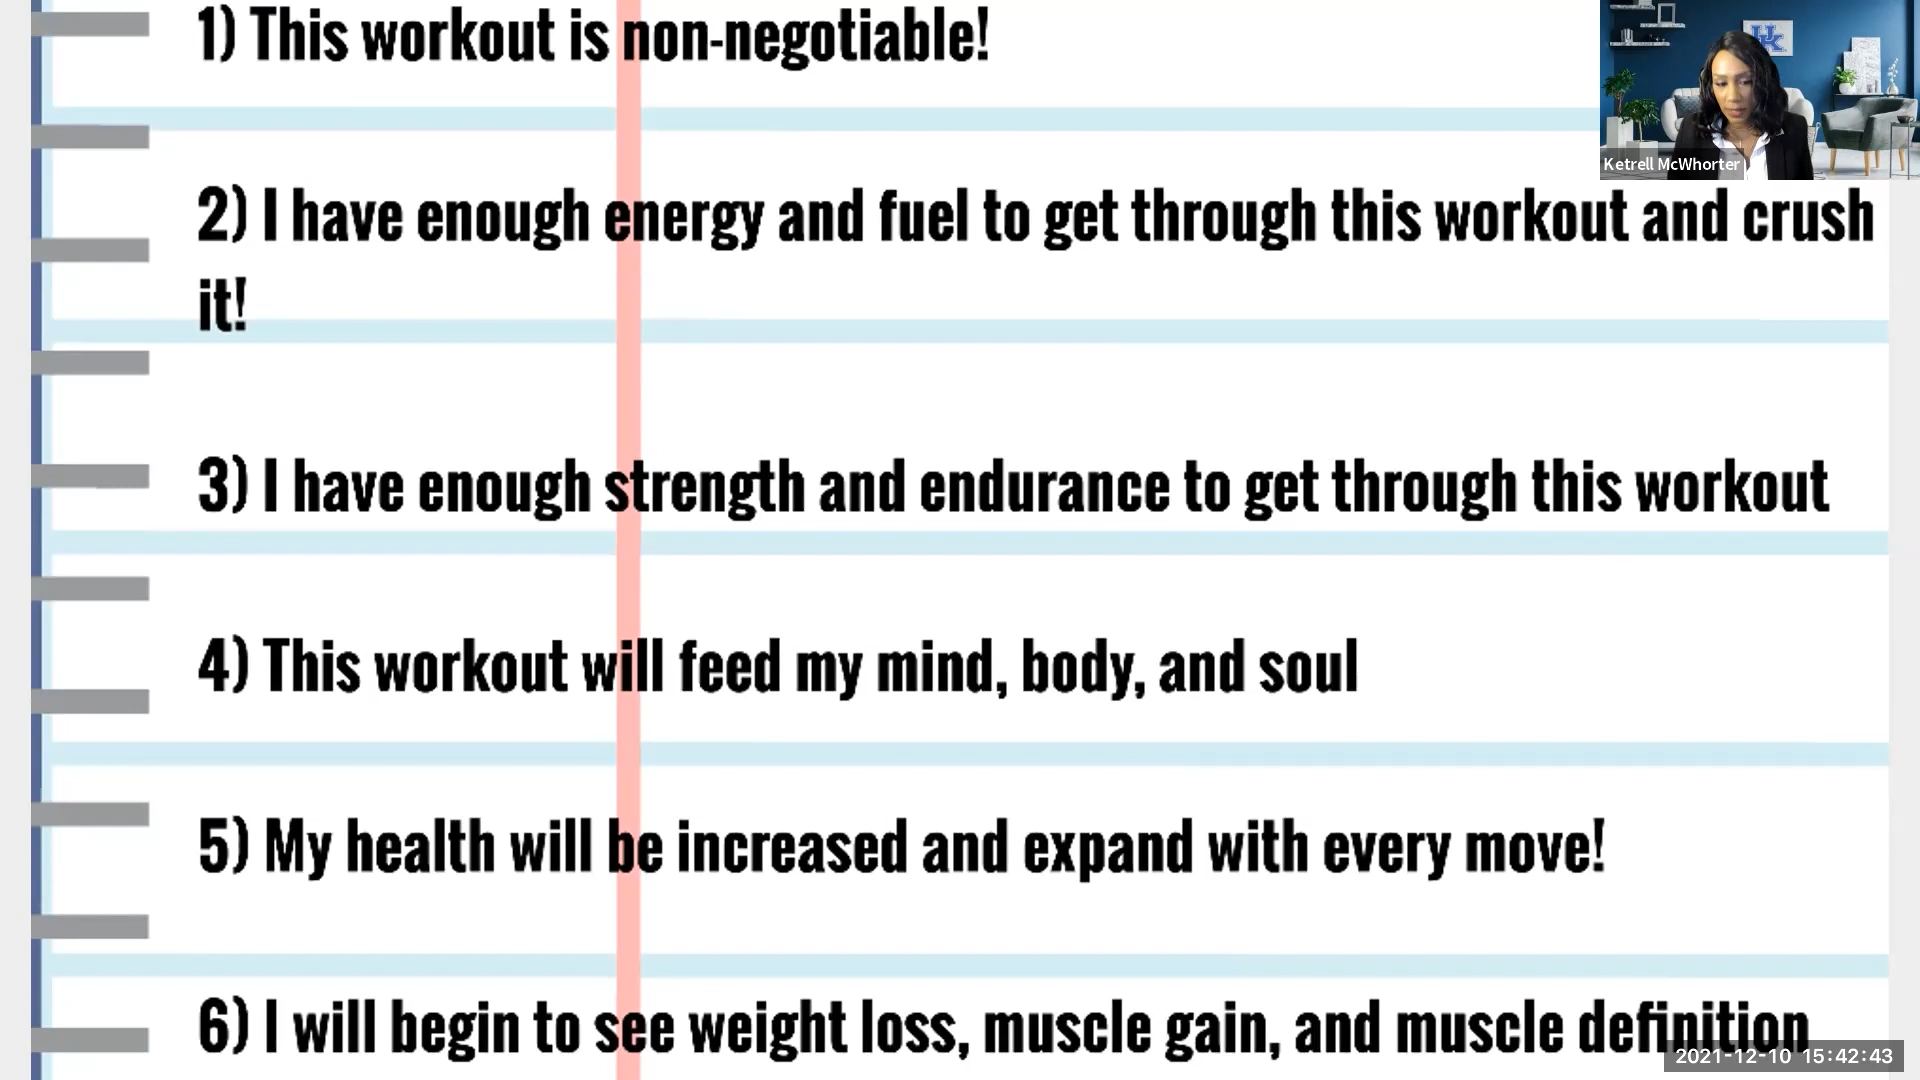 1) This workout is non-negotiable!
UK
Ketrell McWhorter
2) I have enough energy and fuel to get through this workout and crush
it!
3) I have enough strength and endurance to get through this workout
4) This workout will feed my mind, body, and soul
5) My health will be increased and expand with every move!
6) I will begin to see weight loss, muscle gain, and muscle definition
2021-12-10 15:42:43